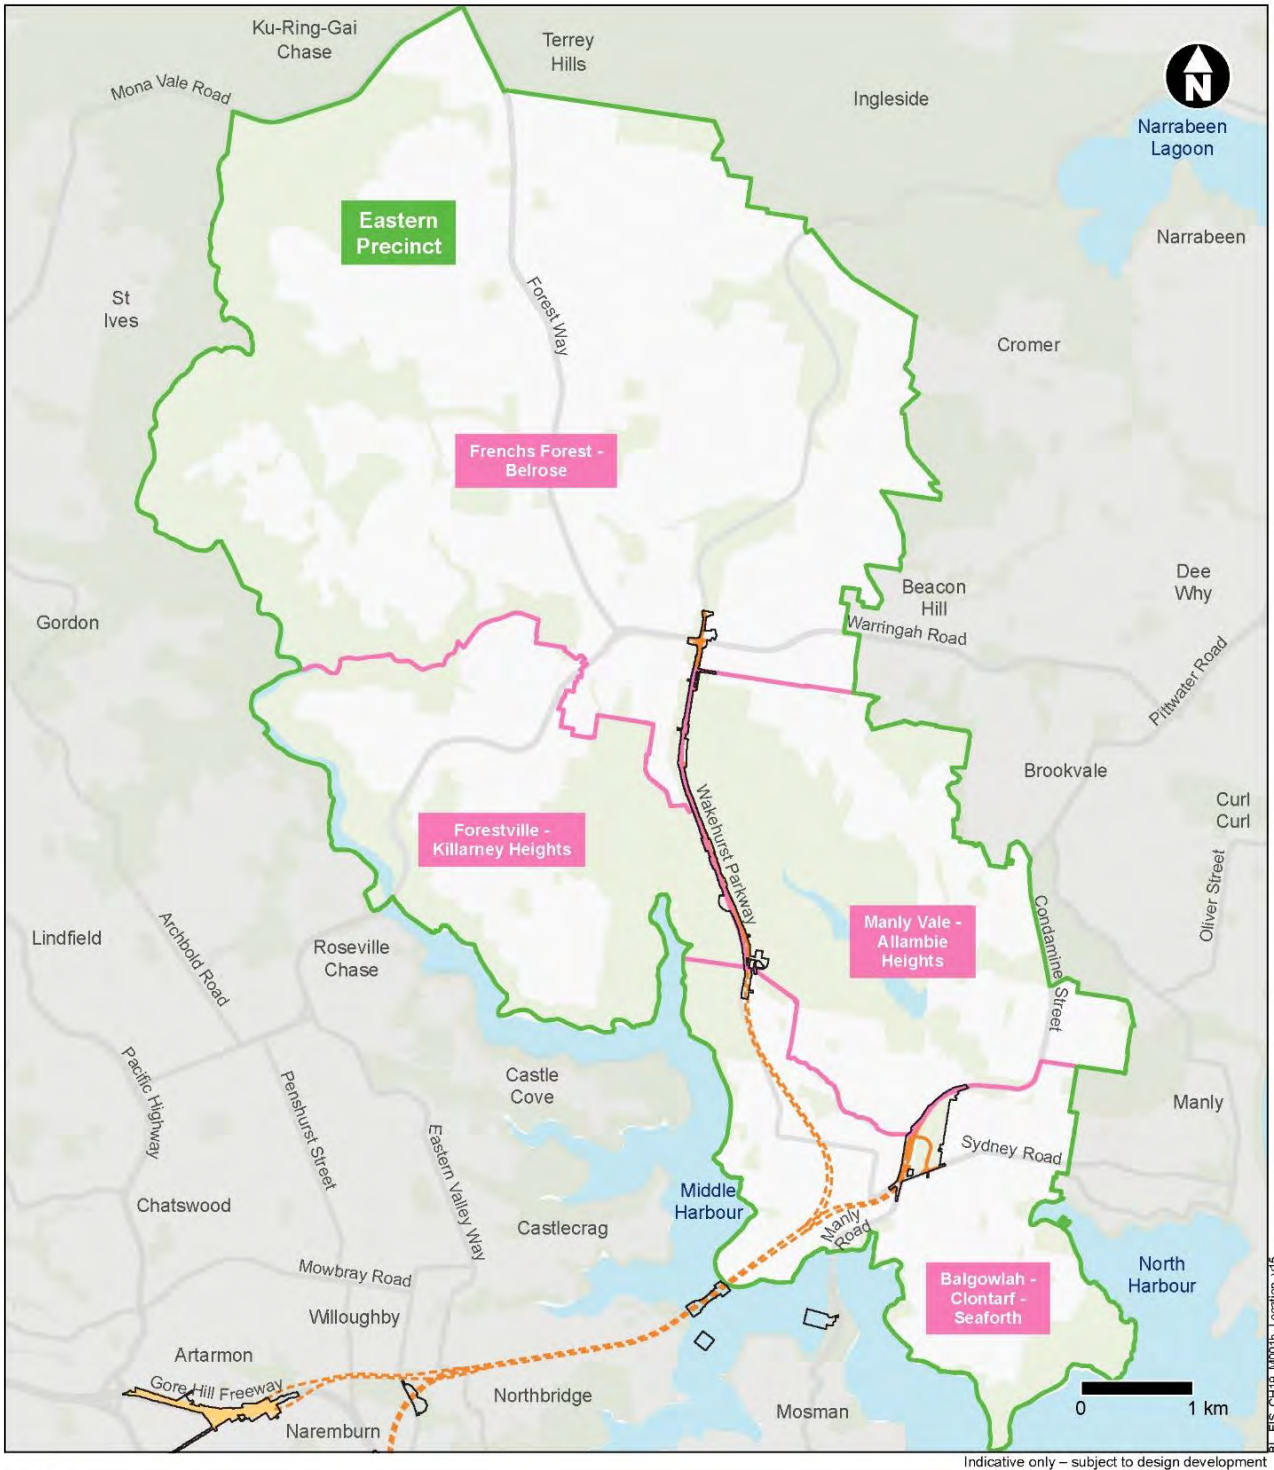 Ku-Ring-Gai
Chase
Terrey
Hills
Mona Vale Road
Ingleside
N
Narrabeen
Lagoon
Eastern
Precinct
Narrabeen
St
Ives
Forest Way
Cromer
Frenchs Forest -
Belrose
Dee
Why
Beacon
Hill
Gordon
Warringah Road
Pittwater Road
Brookvale
Curl
Curl
Wakehurst Parkway
Forestville -
Killarney Heights
Oliver Street
Manly Vale -
Allambie
Heights
Condamine Street
Lindfield
Archbold Road
Roseville
Chase
Pacific Highway
Penshurst Street
Castle
Cove
Manly
Eastern Valley Way
Sydney Road
Middle
Harbour
Chatswood
Castlecrag
Manly
Road
North
Harbour
Mowbray Road
Balgowlah -
Clontarf -
Seaforth
Willoughby
Artarmon
Gore Hill Freeway
Northbridge
Mosman
Naremburn
0 1 km
Indicative only – subject to design development